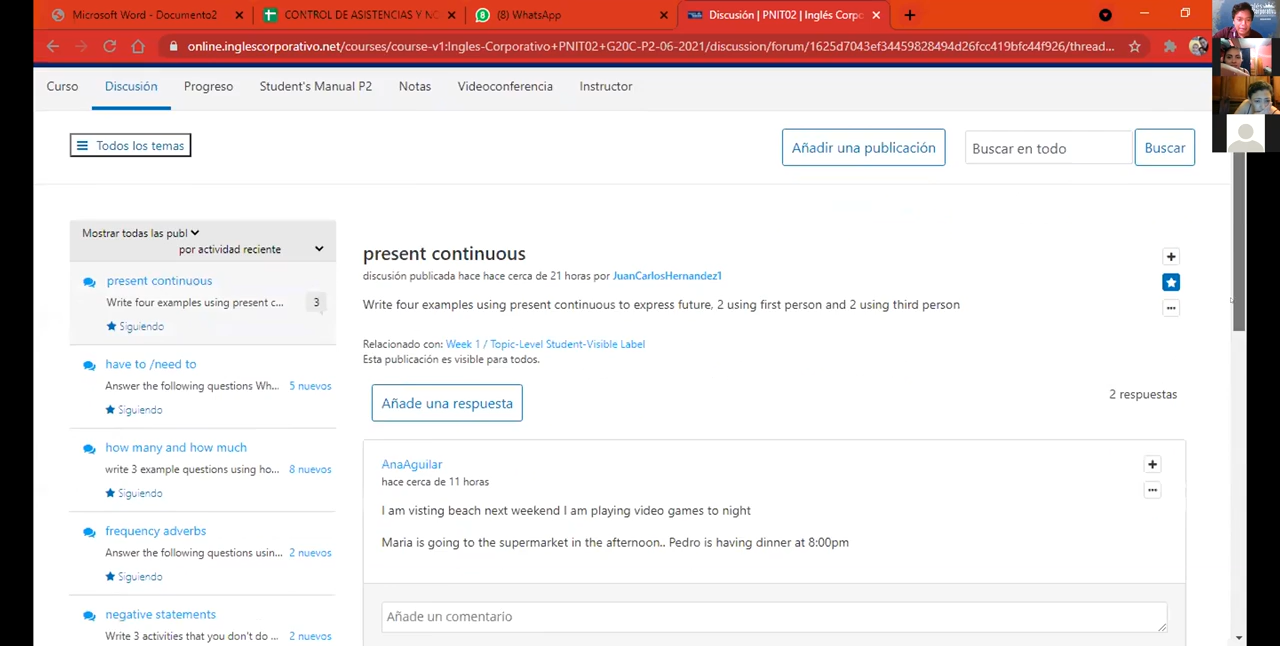 Microsoft Word - Documento2
CONTROL DE ASISTENCIAS Y NO
(8) WhatsApp
Discusión | PNIT02 | Inglés Corpo
online.inglescorporativo.net/courses/course-v1:Ingles-Corporativo+PNIT02+G20C-P2-06-2021/discussion/forum/1625d7043ef34459828494d26fcc419bfc44f926/thread...
Curso
Discusión
Progreso
Student's Manual P2
Notas
Videoconferencia
Instructor
Todos los temas
Añadir una publicación
Buscar en todo
Buscar
Mostrar todas las publ
por actividad reciente
present continuous
Write four examples using present c...
3
Siguiendo
have to /need to
Answer the following questions Wh...
5 nuevos
Siguiendo
how many and how much
write 3 example questions using ho...
8 nuevos
Siguiendo
frequency adverbs
Answer the following questions usin...
2 nuevos
Siguiendo
negative statements
Write 3 activities that you don't do ...
2 nuevos
present continuous
discusión publicada hace hace cerca de 21 horas por JuanCarlosHernandez1
Write four examples using present continuous to express future, 2 using first person and 2 using third person
Relacionado con: Week 1 / Topic-Level Student-Visible Label
Esta publicación es visible para todos.
Añade una respuesta
2 respuestas
AnaAguilar
hace cerca de 11 horas
I am visting beach next weekend I am playing video games to night
Maria is going to the supermarket in the afternoon.. Pedro is having dinner at 8:00pm
Añade un comentario